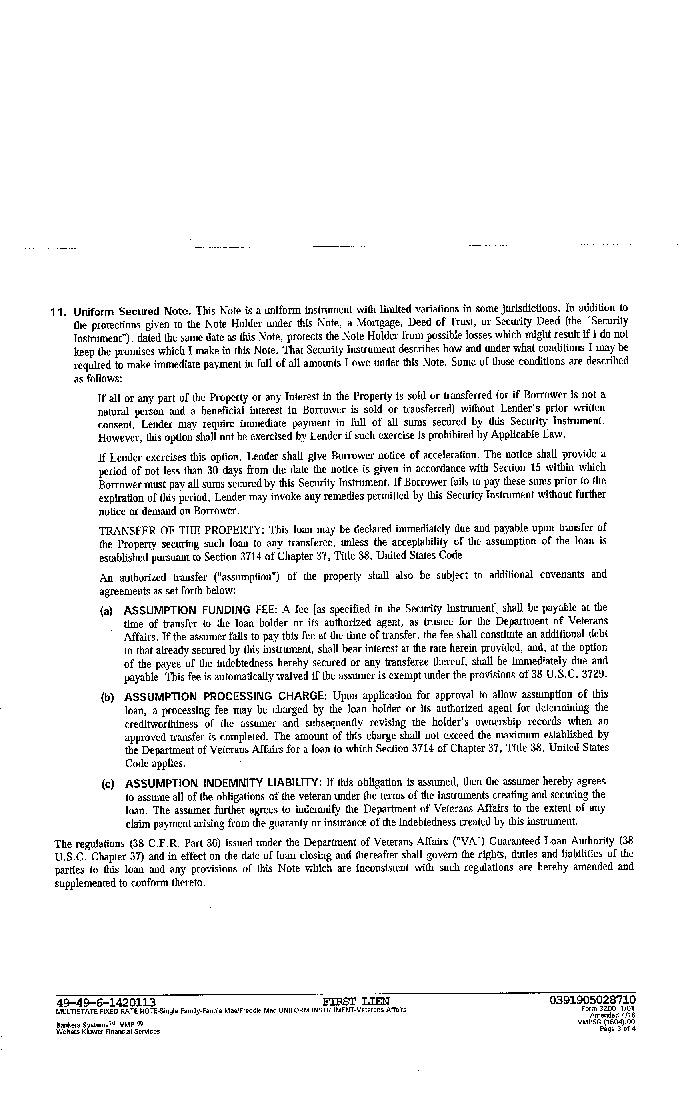 11. Uniform Secured Note. This Note is a uniform instrument with limited variations in some jurisdictions. In addition to
the protections given to the Note Holder under this Note, a Mortgage, Deed of Trust, or Security Deed (the "Security
Instrument"), dated the same date as this Note, protects the Note Holder from possible losses which might result if I do not
keep the promises which I make in this Note. That Security Instrument describes how and under what conditions I may be
required to make immediate payment in full of all amounts I owe under this Note. Some of those conditions are described
as follows:
If all or any part of the Property or any Interest in the Property is sold or transferred (or if Borrower is not a
natural person and a beneficial interest in Borrower is sold or transferred) without Lender's prior written
consent, Lender may require immediate payment in full of all sums secured by this Security Instrument.
However, this option shall not be exercised by Lender if such exercise is prohibited by Applicable Law.
If Lender exercises this option, Lender shall give Borrower notice of acceleration. The notice shall provide a
period of not less than 30 days from the date the notice is given in accordance with Section 15 within which
Borrower must pay all sums secured by this Security Instrument. If Borrower fails to pay these sums prior to the
expiration of this period, Lender may invoke any remedies permitted by this Security Instrument without further
notice or demand on Borrower.
TRANSFER OF THE PROPERTY: This loan may be declared immediately due and payable upon transfer of
the Property securing such loan to any transferee, unless the acceptability of the assumption of the loan is
established pursuant to Section 3714 of Chapter 37, Title 38, United States Code
An authorized transfer ("assumption") of the property shall also be subject to additional covenants and
agreements as set forth below:
(a) ASSUMPTION FUNDING FEE: A fee [as specified in the Security Instrument] shall be payable at the
time of transfer to the loan holder or its authorized agent, as trustee for the Department of Veterans
Affairs. If the assumer fails to pay this fee at the time of transfer, the fee shall constitute an additional debt
to that already secured by this instrument, shall bear interest at the rate herein provided, and, at the option
of the payee of the indebtedness hereby secured or any transferee thereof, shall be immediately due and
payable. This fee is automatically waived if the assumer is exempt under the provisions of 38 U.S.C. 3729.
(b) ASSUMPTION PROCESSING CHARGE: Upon application for approval to allow assumption of this
loan, a processing fee may be charged by the loan holder or its authorized agent for determining the
creditworthiness of the assumer and subsequently revising the holder's ownership records when an
approved transfer is completed. The amount of this charge shall not exceed the maximum established by
the Department of Veterans Affairs for a loan to which Section 3714 of Chapter 37, Title 38, United States
Code applies.
(c) ASSUMPTION INDEMNITY LIABILITY: If this obligation is assumed, then the assumer hereby agrees
to assume all of the obligations of the veteran under the terms of the instruments creating and securing the
loan. The assumer further agrees to indemnify the Department of Veterans Affairs to the extent of any
claim payment arising from the guaranty or insurance of the indebtedness created by this instrument.
The regulations (38 C.F.R. Part 36) issued under the Department of Veterans Affairs ("VA") Guaranteed Loan Authority (38
U.S.C. Chapter 37) and in effect on the date of loan closing and thereafter shall govern the rights, duties and liabilities of the
parties to this loan and any provisions of this Note which are inconsistent with such regulations are hereby amended and
supplemented to conform thereto.
49-49-6-1420113 FIRST LIEN 0391905028710
MULTISTATE FIXED RATE NOTE-Single Family-Fannie Mae/Freddie Mac UNIFORM INSTRUMENT-Veterans Affairs Form 3200 1/01
Amended 7/16
Bankers Systems™ VMP ® VMP5G (1604).00
Wolters Kluwer Financial Services Page 3 of 4